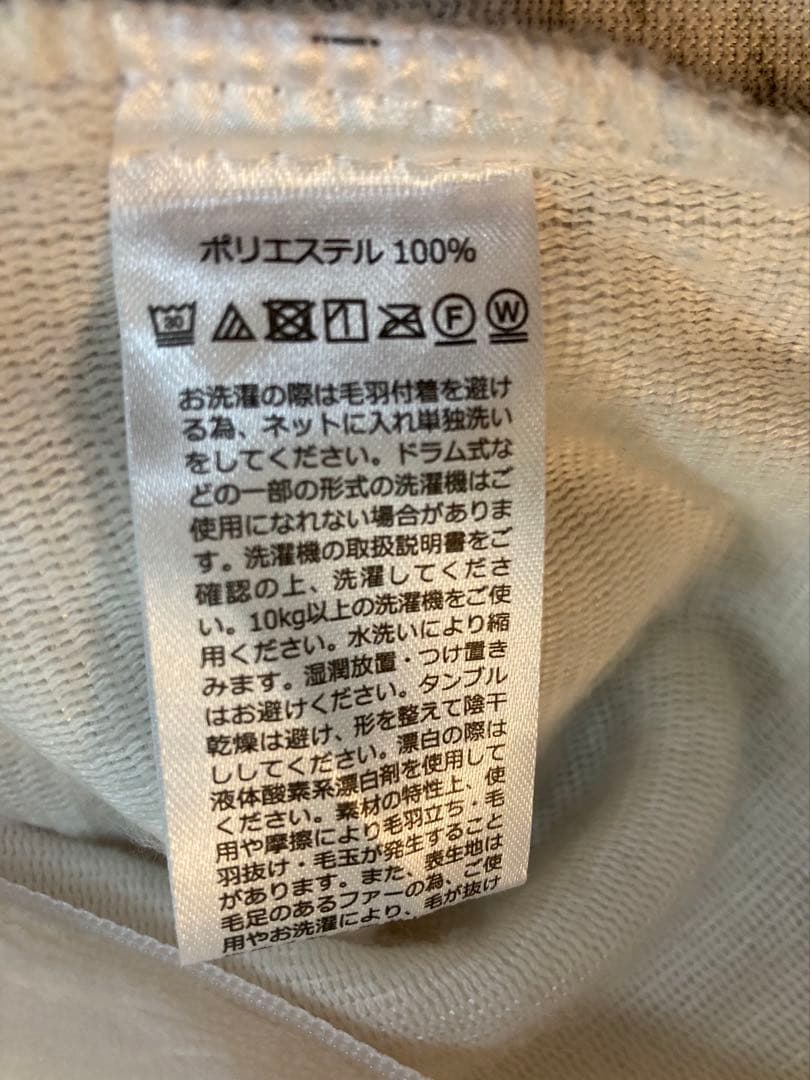 ポリエステル 100%
30 F W
お洗濯の際は毛羽付着を避け
る為、ネットに入れ単独洗い
をしてください。ドラム式な
どの一部の形式の洗濯機はご
使用になれない場合がありま
す。洗濯機の取扱説明書をご
確認の上、洗濯してくださ
い。10kg以上の洗濯機をご使
用ください。水洗いにより縮
みます。湿潤放置・つけ置き
はお避けください。タンブル
乾燥は避け、形を整えて陰干
ししてください。漂白の際は
液体酸素系漂白剤を使用して
ください。素材の特性上、使
用や摩擦により毛羽立ち・毛
羽抜け・毛玉が発生すること
があります。また、表生地は
毛足のあるファーの為、ご使
用やお洗濯により、毛が抜け